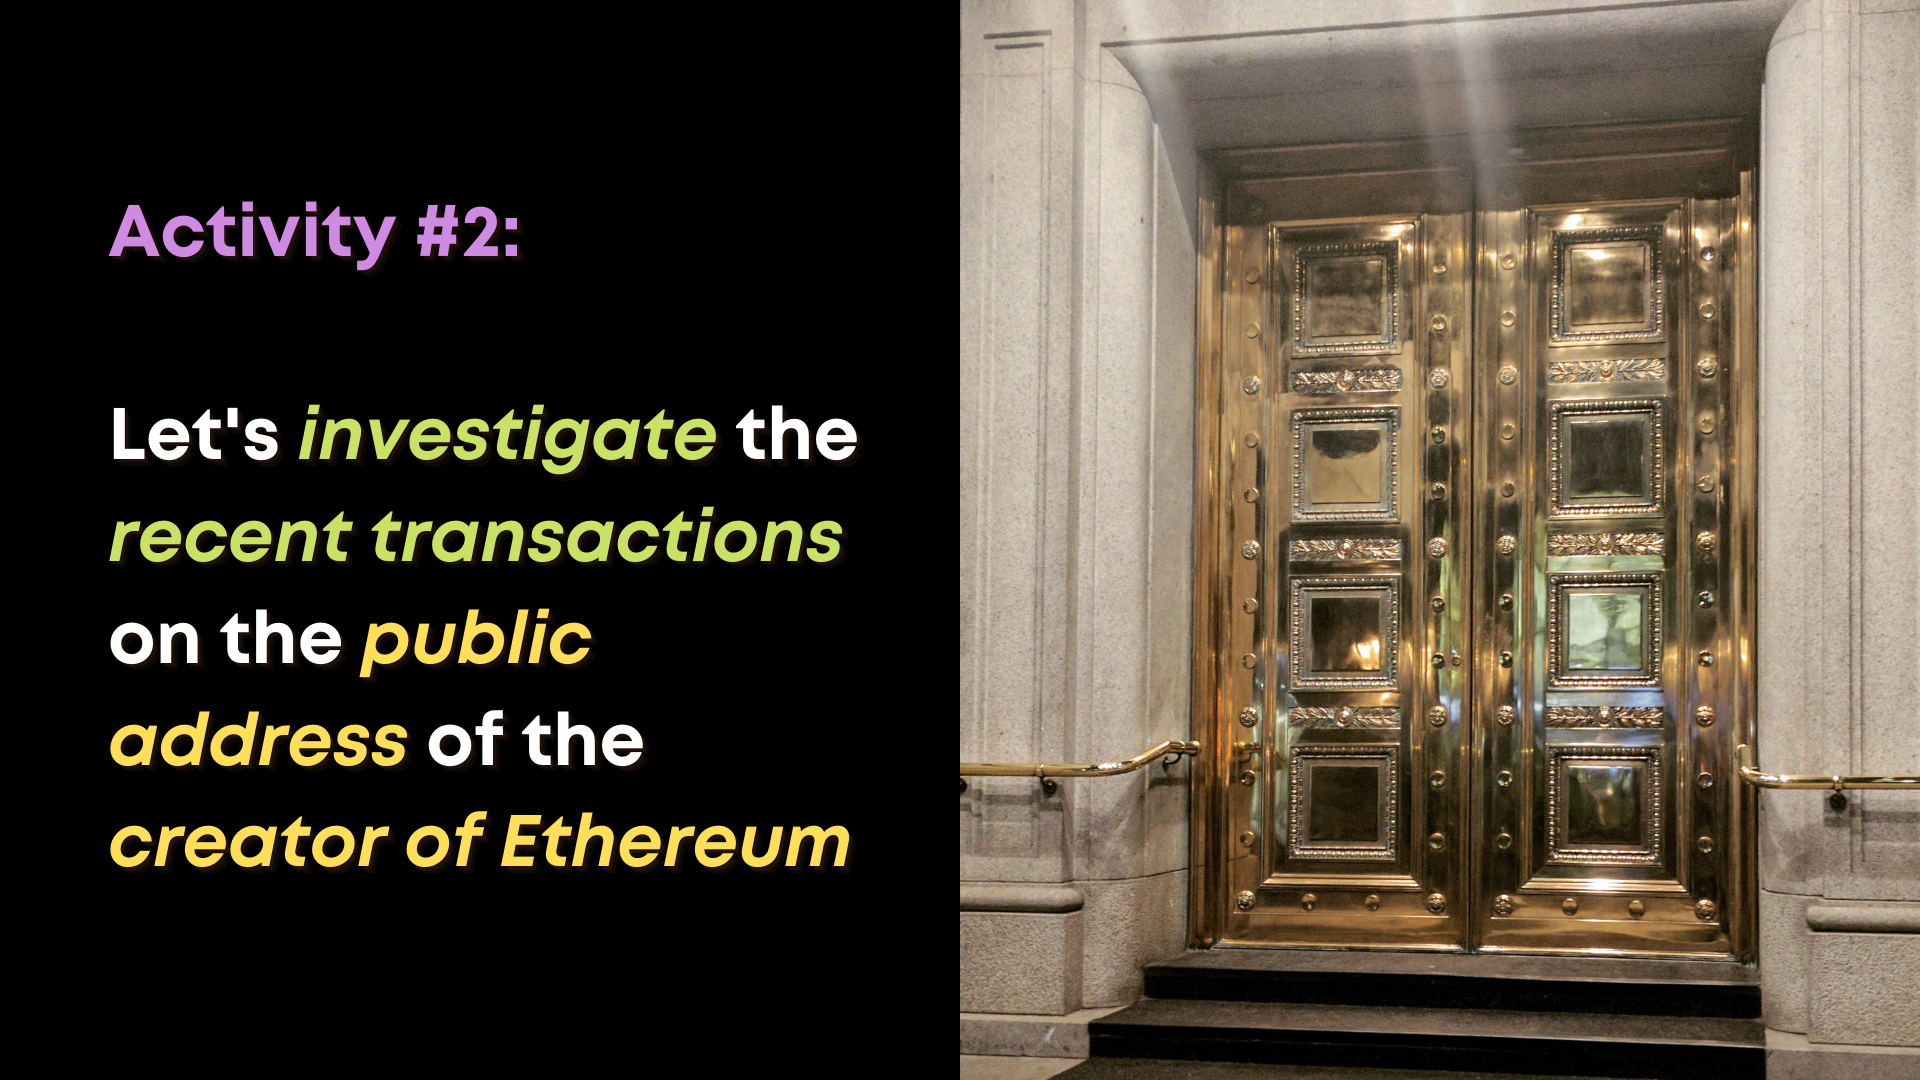 Activity #2:
Let's investigate the
recent transactions
on the public
address of the
creator of Ethereum